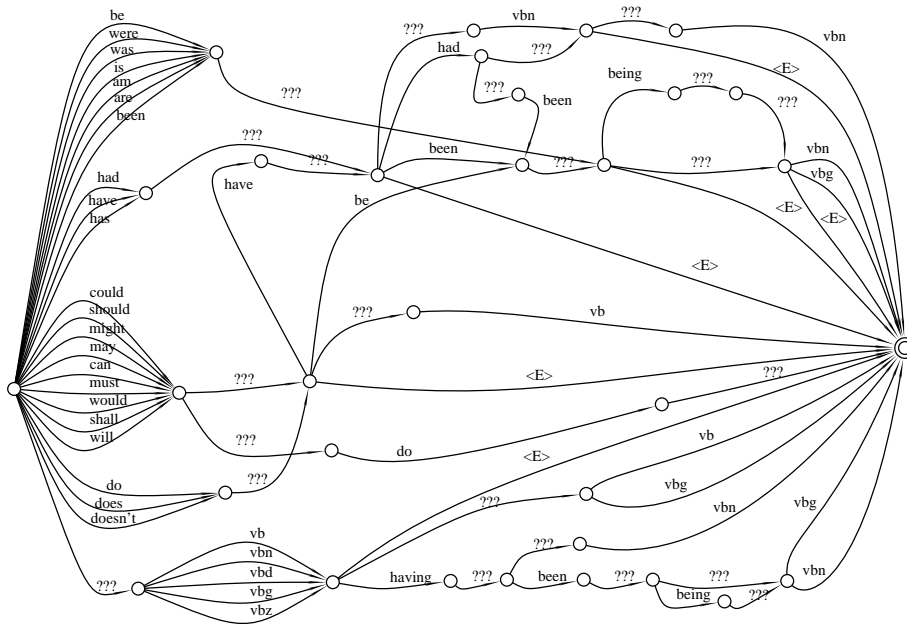 be
were
was
is
am
are
been
???
???
vbn
???
vbn
had
???
<E>
???
been
being
???
???
???
had
have
has
have
???
been
???
???
vbn
vbg
be
<E>
<E>
<E>
could
should
might
may
can
must
would
shall
will
???
???
vb
<E>
???
???
do
do
does
doesn't
???
<E>
vb
???
vbg
vbn
vbg
???
vb
vbn
vbd
vbg
vbz
having
???
???
been
???
???
being
???
vbn